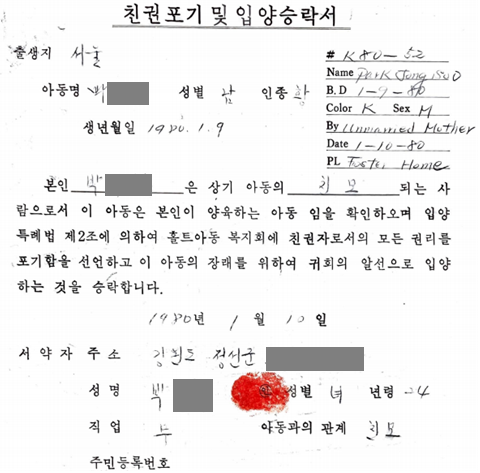 친권포기 및 입양승락서
출생지 서울
# K80-52
Name Park Jong Soo
B. D 1-9-80
Color K Sex M
By Unmarried Mother
Date 1-10-80
PL Foster Home
아동명 박 성별 남 인종 황
생년월일 1980.1.9
본인 박 은 상기 아동의 친모 되는 사
람으로서 이 아동은 본인이 양육하는 아동 임을 확인하오며 입양
특례법 제2조에 의하여 홀트아동 복지회에 친권자로서의 모든 권리를
포기함을 선언하고 이 아동의 장래를 위하여 귀회의 알선으로 입양
하는 것을 승락합니다.
1980년 1 월 10 일
서약자 주소 강원도 정선군
성 명 박 성별 녀 년령 24
직 업 무 아동과의 관계 친모
주민등록번호